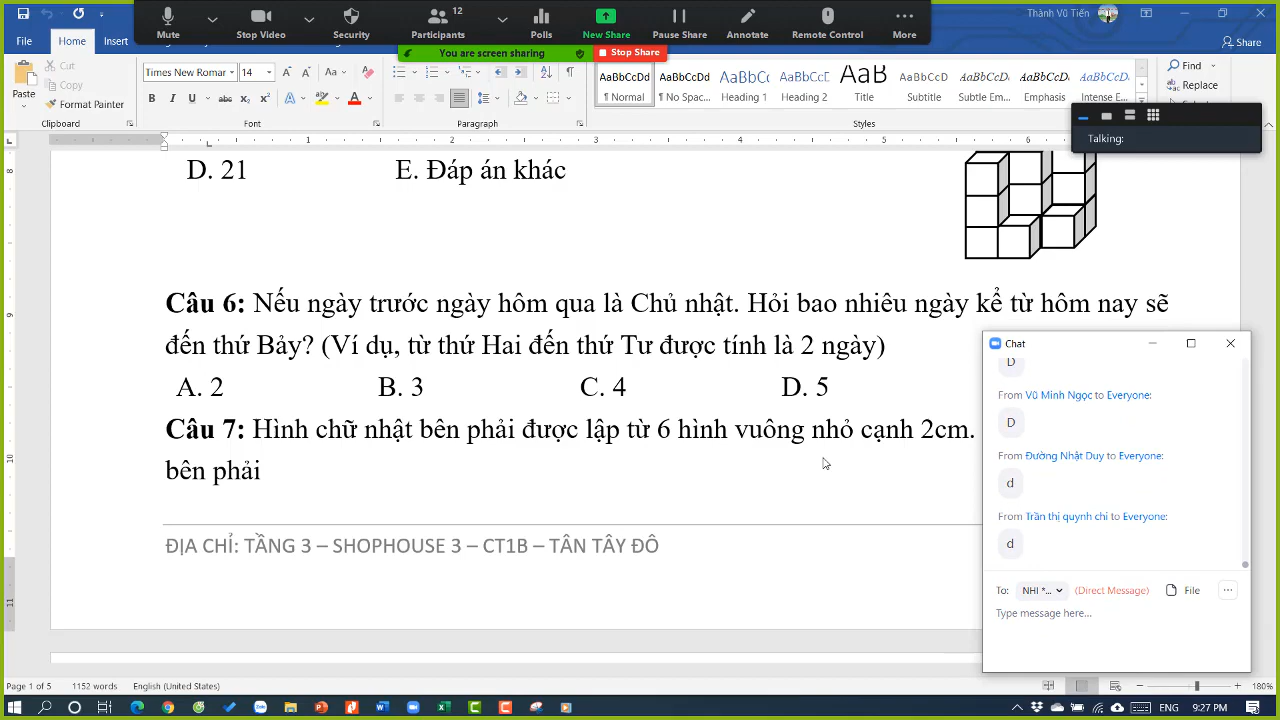 Mute
Stop Video
Security
Participants
12
Polls
New Share
Pause Share
Annotate
Remote Control
More
Thành Vũ Tiến
You are screen sharing
Stop Share
File
Home
Insert
Share
Paste
Cut
Copy
Format Painter
Clipboard
Times New Romar
14
Aa
Font
Paragraph
AaBbCcDd
¶ Normal
AaBbCcDd
¶ No Spac...
AaBbCc
Heading 1
AaBbCcC
Heading 2
AaB
Title
AaBbCcD
Subtitle
AaBbCcDd
Subtle Em...
AaBbCcDd
Emphasis
AaBbCcDd
Intense E...
Styles
Find
Replace
Talking:
D. 21 E. Đáp án khác
Câu 6: Nếu ngày trước ngày hôm qua là Chủ nhật. Hỏi bao nhiêu ngày kể từ hôm nay sẽ
đến thứ Bảy? (Ví dụ, từ thứ Hai đến thứ Tư được tính là 2 ngày)
A. 2 B. 3 C. 4 D. 5
Câu 7: Hình chữ nhật bên phải được lập từ 6 hình vuông nhỏ cạnh 2cm.
bên phải
ĐỊA CHỈ: TẦNG 3 – SHOPHOUSE 3 – CT1B – TÂN TÂY ĐÔ
Chat
D
From Vũ Minh Ngọc to Everyone:
D
From Đường Nhật Duy to Everyone:
d
From Trần thị quynh chi to Everyone:
d
To: NHI *... (Direct Message) File
Type message here...
Page 1 of 5 1152 words English (United States)
180%
ENG 9:27 PM